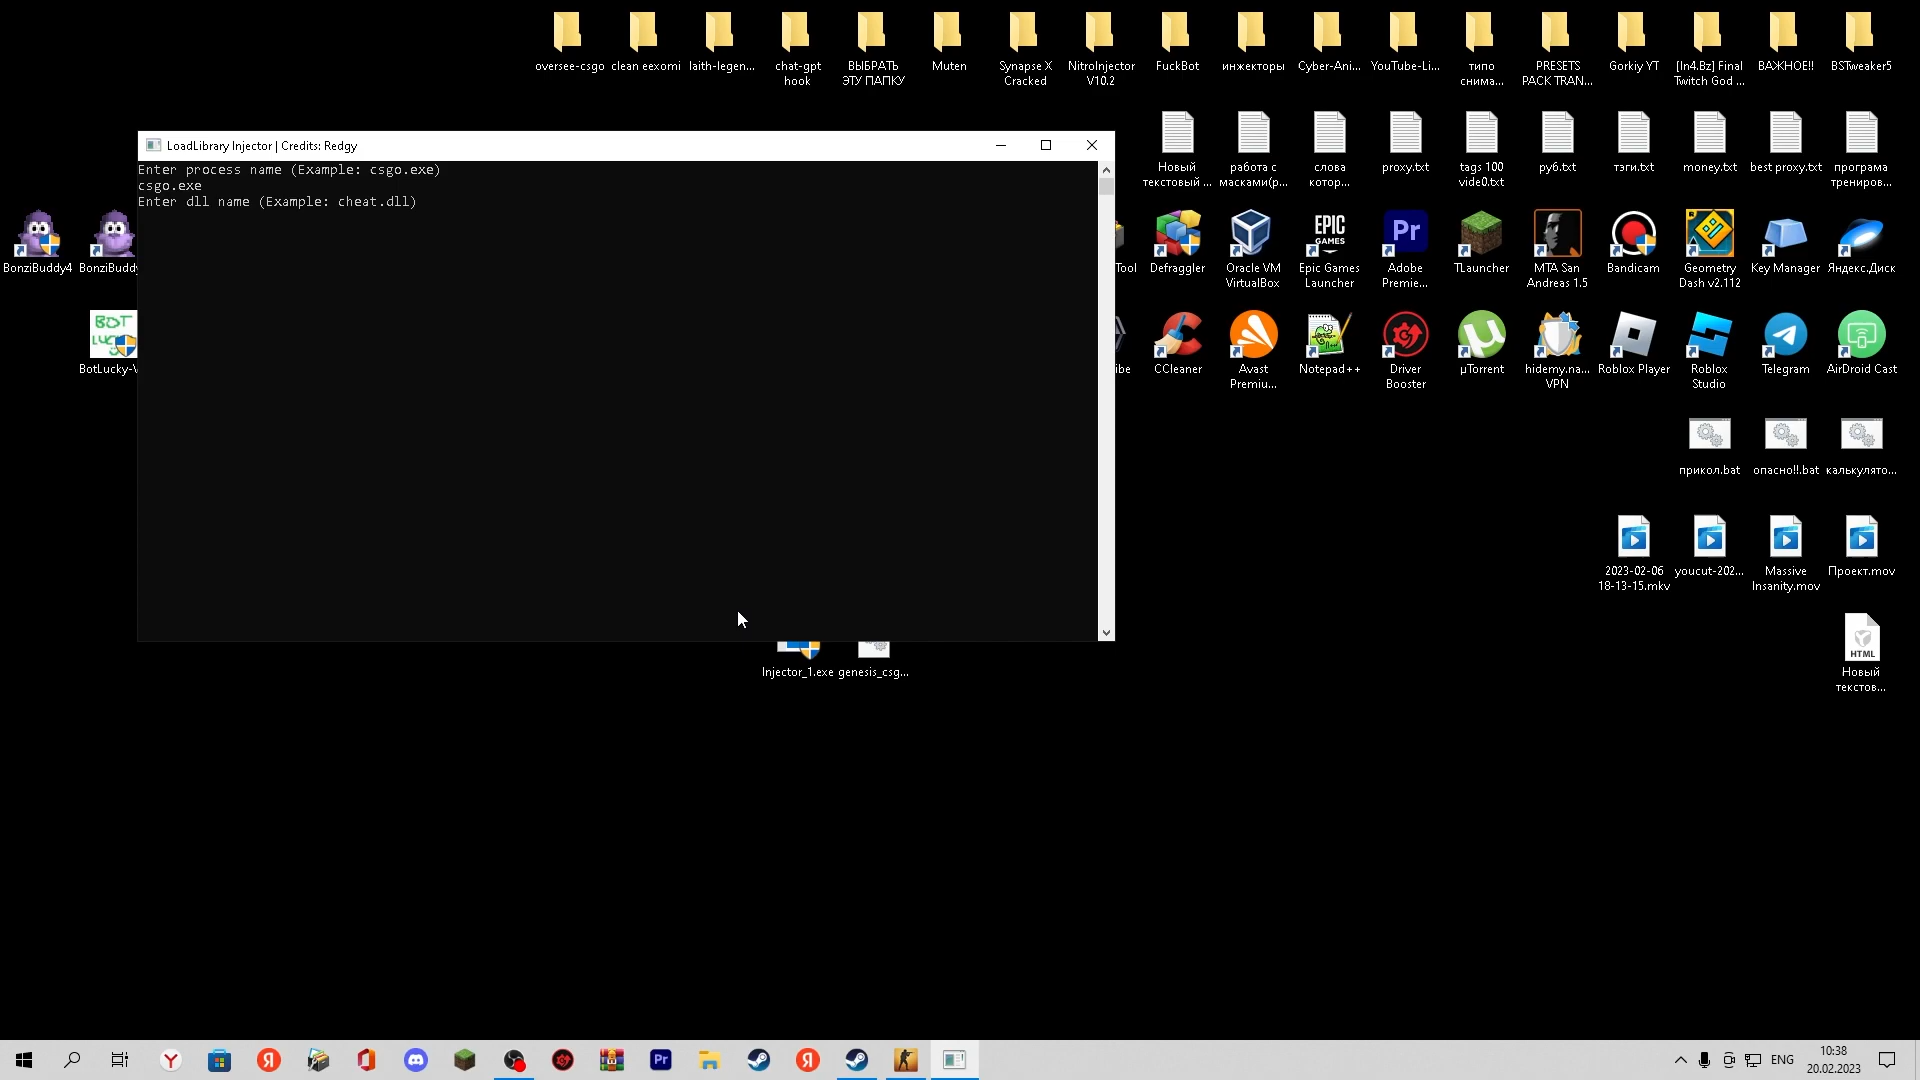 oversee-csgo
clean eexomi
laith-legen...
chat-gpt
hook
ВЫБРАТЬ
ЭТУ ПАПКУ
Muten
Synapse X
Cracked
NitroInjector
V10.2
FuckBot
инжекторы
Cyber-Ani...
YouTube-Li...
типо
снима...
PRESETS
PACK TRAN...
Gorkiy YT
[In4.Bz] Final
Twitch God ...
ВАЖНОЕ!!
BSTweaker5
LoadLibrary Injector | Credits: Redgy
Enter process name (Example: csgo.exe)
csgo.exe
Enter dll name (Example: cheat.dll)
Новый
текстовый ...
работа с
масками(р...
слова
котор...
proxy.txt
tags 100
vide0.txt
руб.txt
тэги.txt
money.txt
best proxy.txt
програма
трениров...
BonziBuddy4
BonziBuddy
Tool
Defraggler
Oracle VM
VirtualBox
EPIC
GAMES
Epic Games
Launcher
Pr
Adobe
Premie...
TLauncher
MTA San
Andreas 1.5
Bandicam
Geometry
Dash v2.112
Key Manager
Яндекс.Диск
BOT
BotLucky-V
ibe
CCleaner
Avast
Premiu...
Notepad++
Driver
Booster
µTorrent
hidemy.na...
VPN
Roblox Player
Roblox
Studio
Telegram
AirDroid Cast
прикол.bat
опасно!!.bat
калькулято...
2023-02-06
18-13-15.mkv
youcut-202...
Massive
Insanity.mov
Проект.mov
HTML
Новый
текстов...
Injector_1.exe
genesis_csg...
Y
Я
Pr
Я
ENG
10:38
20.02.2023